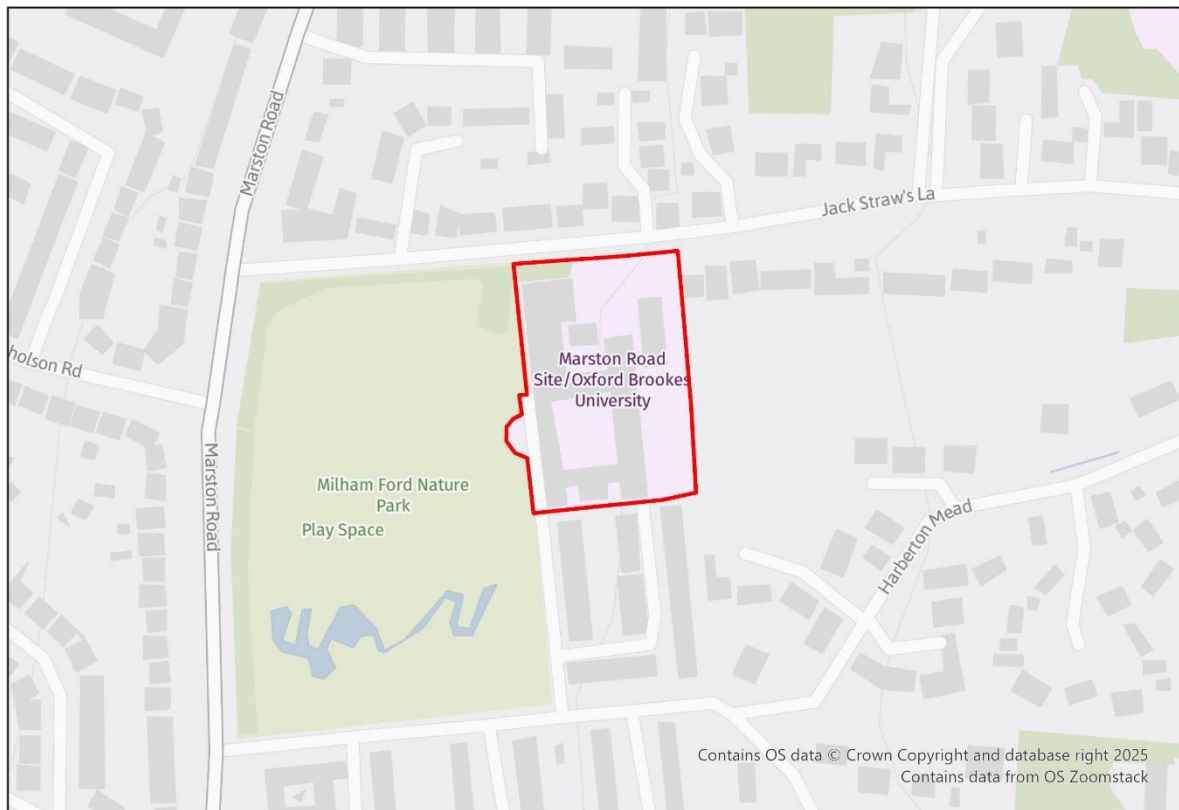 Marston Road
Jack Straw's La
holson Rd
Marston Road
Site/Oxford Brookes
University
Marston Road
Milham Ford Nature
Park
Play Space
Harberton Mead
Contains OS data © Crown Copyright and database right 2025
Contains data from OS Zoomstack